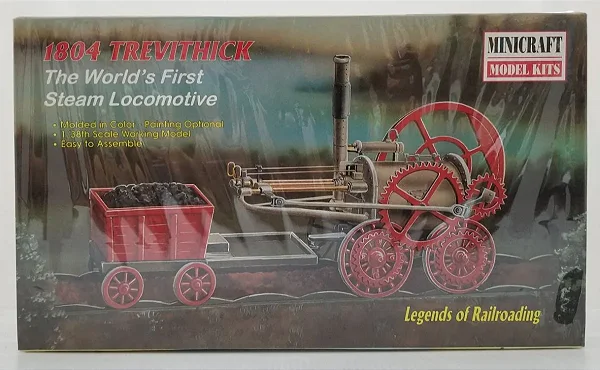 1804 TREVITHICK
The World's First
Steam Locomotive
• Molded in Color - Painting Optional
• 1:38th Scale Working Model
• Easy to Assemble
MINICRAFT
MODEL KITS
Legends of Railroading